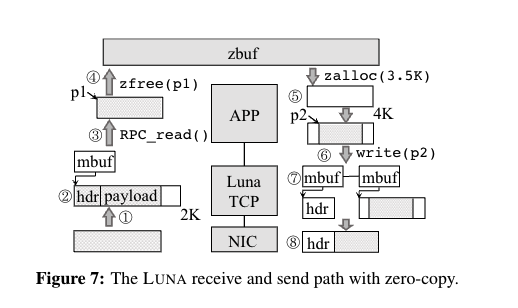 zbuf
④ zfree(p1)
zalloc(3.5K)
p1
⑤
APP
p2
4K
③ RPC_read()
⑥ write(p2)
mbuf
⑦ mbuf
mbuf
Luna
TCP
② hdr payload
hdr
① 2K
NIC
⑧ hdr
Figure 7: The LUNA receive and send path with zero-copy.